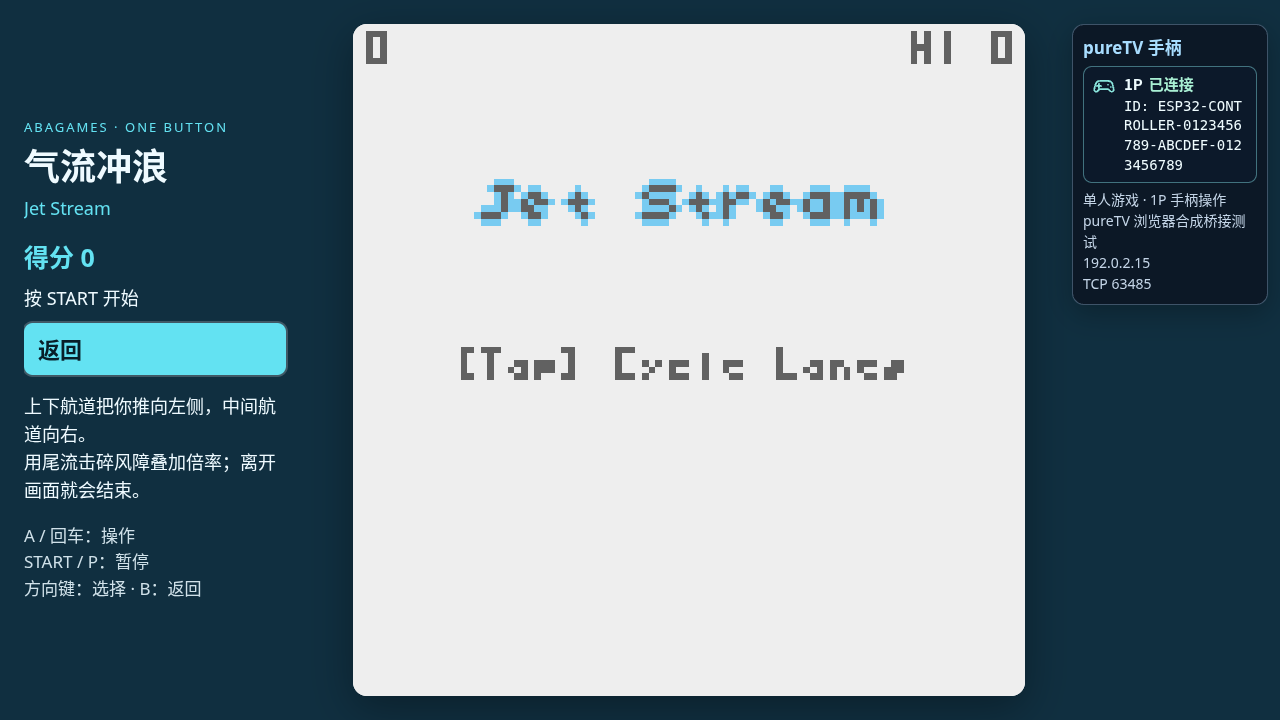 ABAGAMES · ONE BUTTON
气流冲浪
Jet Stream
得分 0
按 START 开始
返回
上下航道把你推向左侧，中间航
道向右。
用尾流击碎风障叠加倍率；离开
画面就会结束。
A / 回车：操作
START / P：暂停
方向键：选择 · B：返回
0
HI 0
Jet Stream
[Tap] Cycle Lanes
pureTV 手柄
1P 已连接
ID: ESP32-CONT
ROLLER-0123456
789-ABCDEF-012
3456789
单人游戏 · 1P 手柄操作
pureTV 浏览器合成桥接测
试
192.0.2.15
TCP 63485